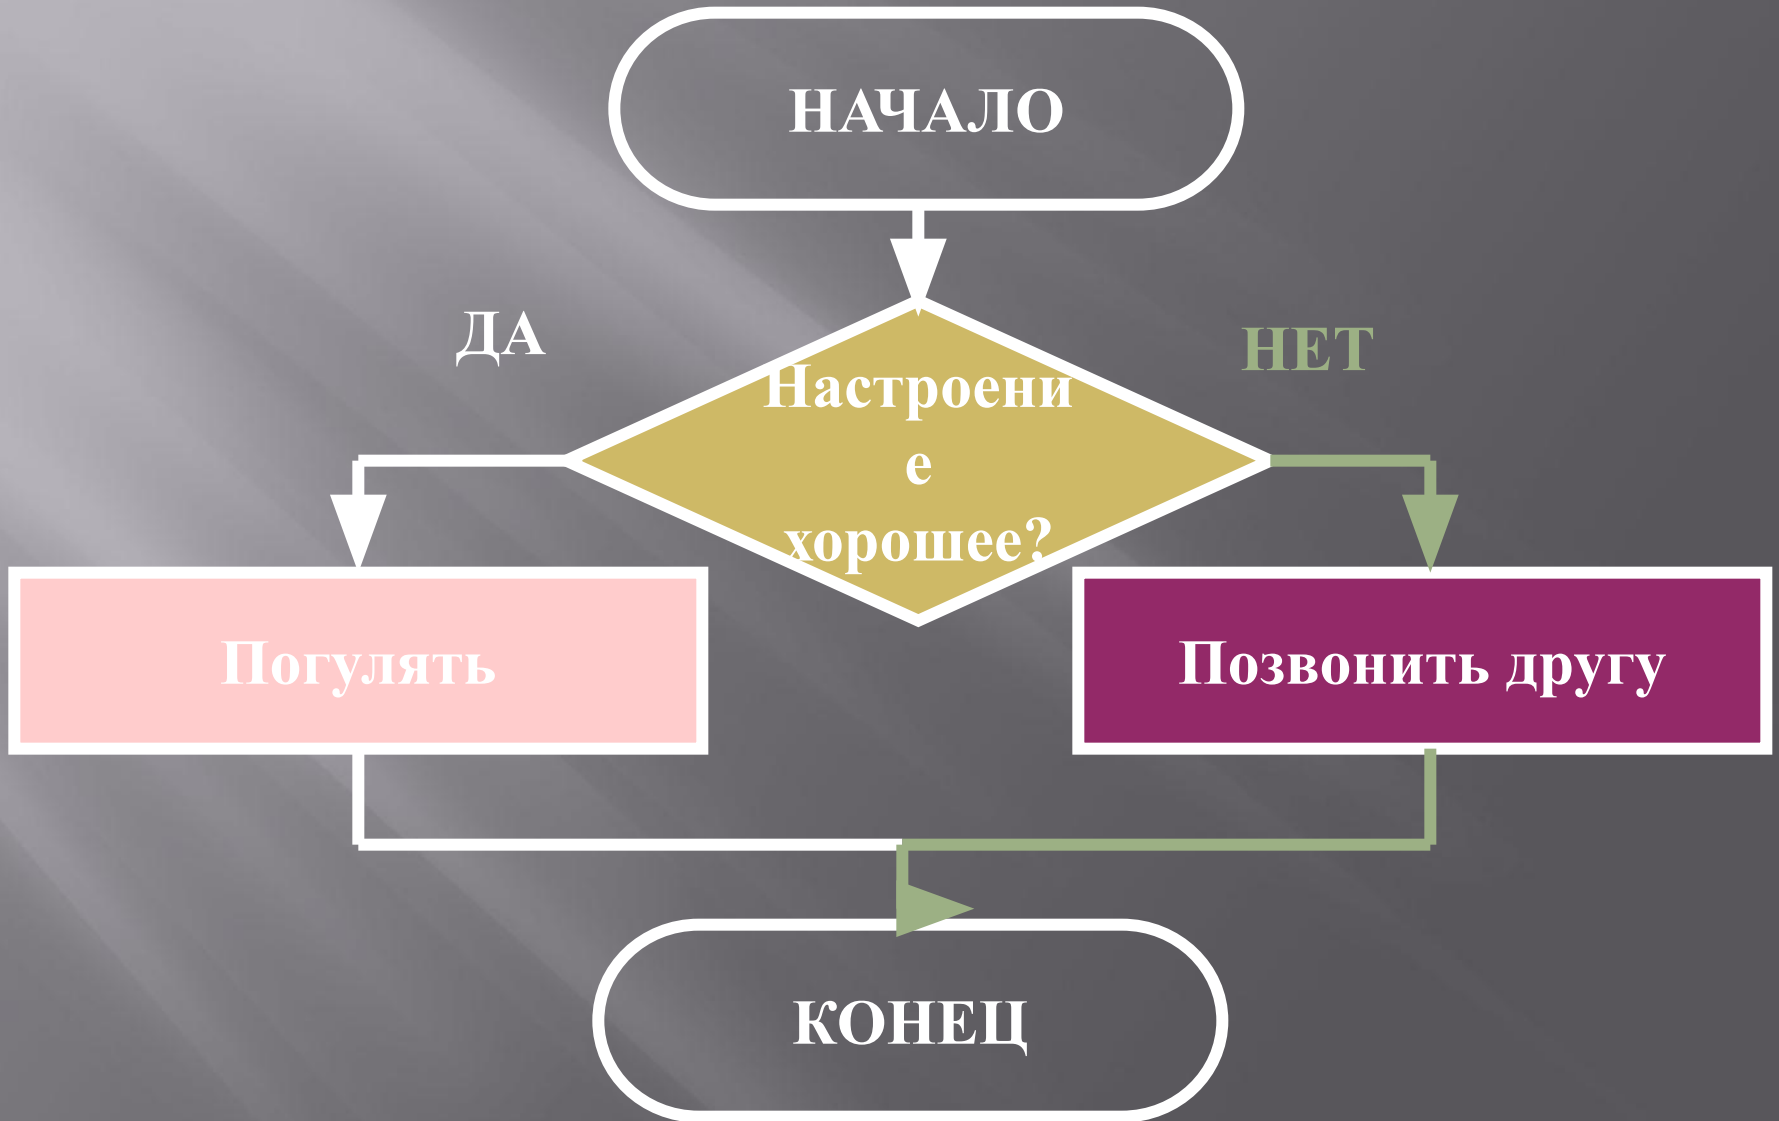 НАЧАЛО
ДА
НЕТ
Настроени
е
хорошее?
Погулять
Позвонить другу
КОНЕЦ